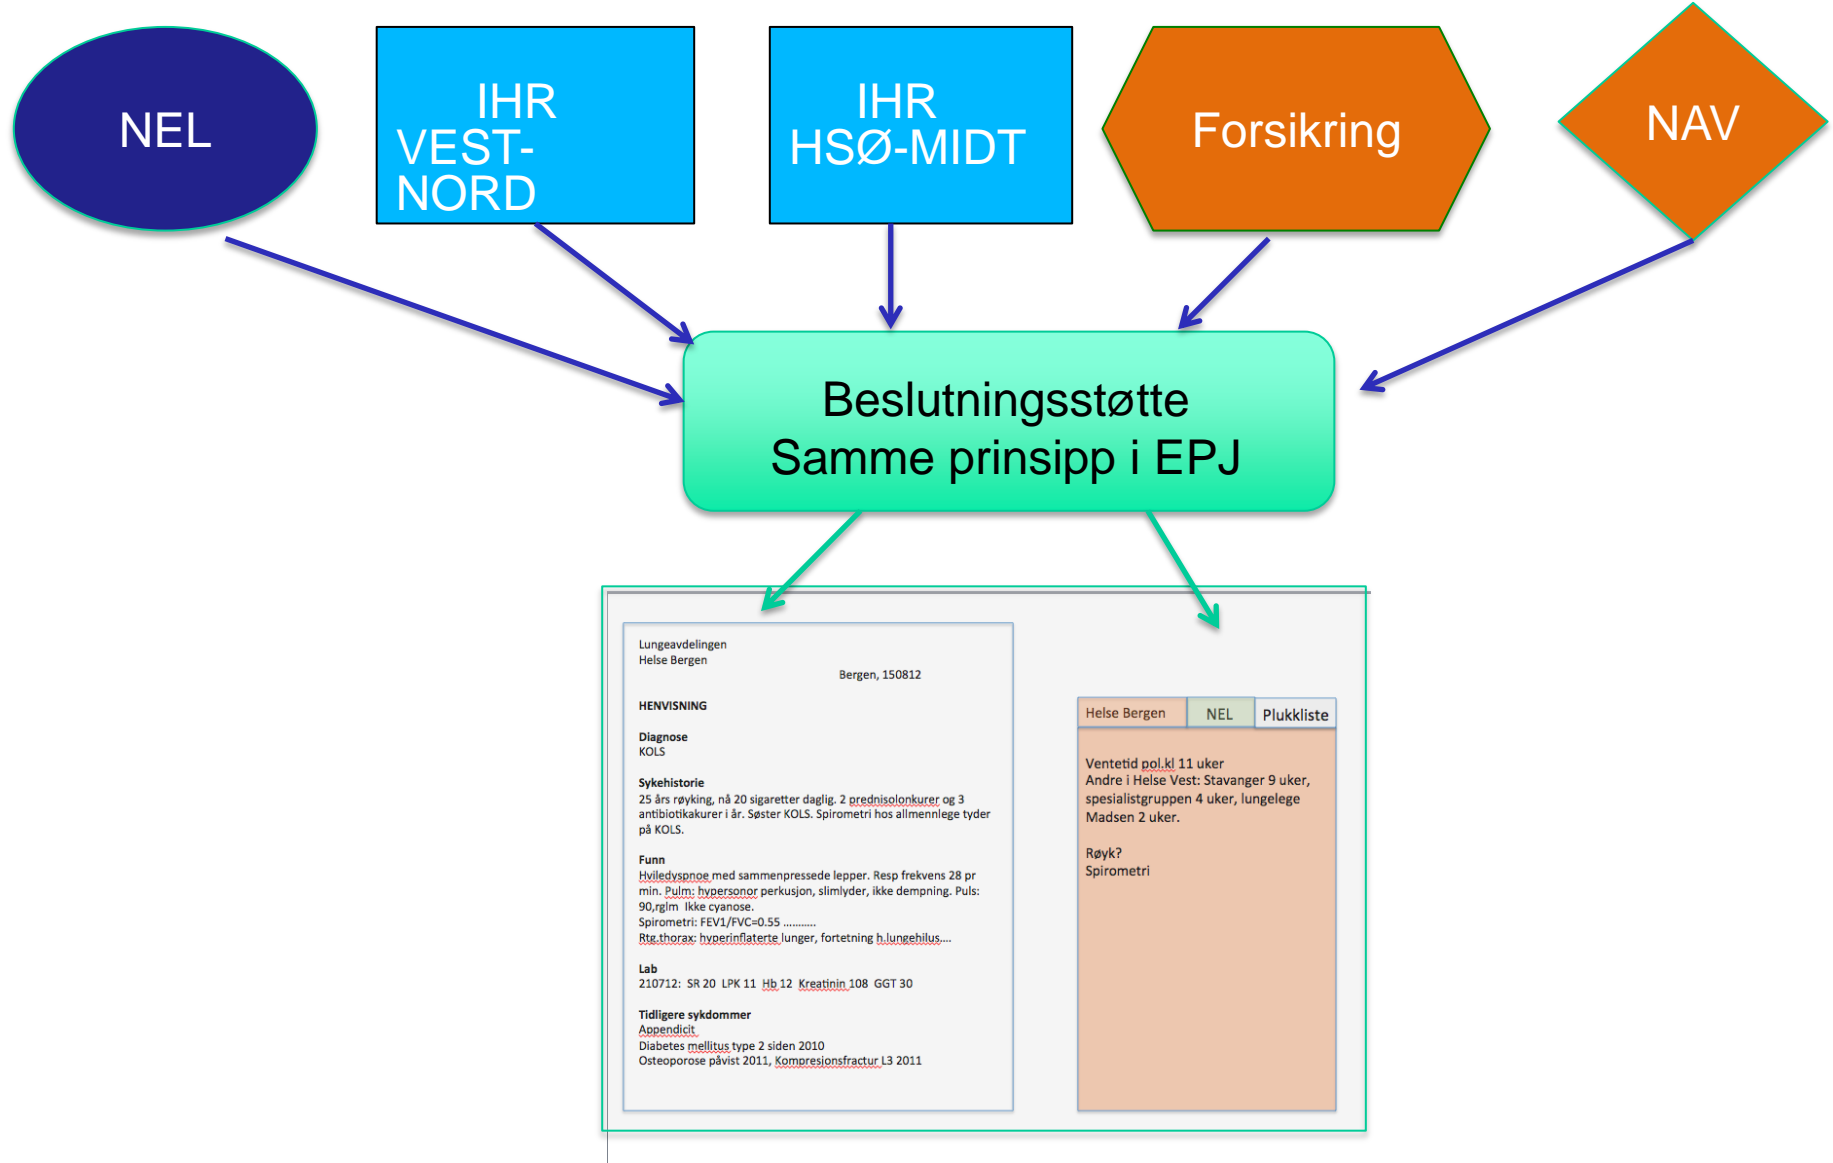 NEL
IHR
VEST-
NORD
IHR
HSØ-MIDT
Forsikring
NAV
Beslutningsstøtte
Samme prinsipp i EPJ
Lungeavdelingen
Helse Bergen
Bergen, 150812
HENVISNING
Diagnose
KOLS
Sykehistorie
25 års røyking, nå 20 sigaretter daglig. 2 prednisolonkurer og 3
antibiotikakurer i år. Søster KOLS. Spirometri hos allmennlege tyder
på KOLS.
Funn
Hviledyspnoe med sammenpressede lepper. Resp frekvens 28 pr
min. Pulm: hypersonor perkusjon, slimlyder, ikke dempning. Puls:
90,rglm Ikke cyanose.
Spirometri: FEV1/FVC=0.55 ...........
Rtg.thorax: hyperinflaterte lunger, fortetning h.lungehilus....
Lab
210712: SR 20 LPK 11 Hb 12 Kreatinin 108 GGT 30
Tidligere sykdommer
Appendicit
Diabetes mellitus type 2 siden 2010
Osteoporose påvist 2011, Kompresjonsfractur L3 2011
Helse Bergen NEL Plukkliste
Ventetid pol.kl 11 uker
Andre i Helse Vest: Stavanger 9 uker,
spesialistgruppen 4 uker, lungelege
Madsen 2 uker.
Røyk?
Spirometri